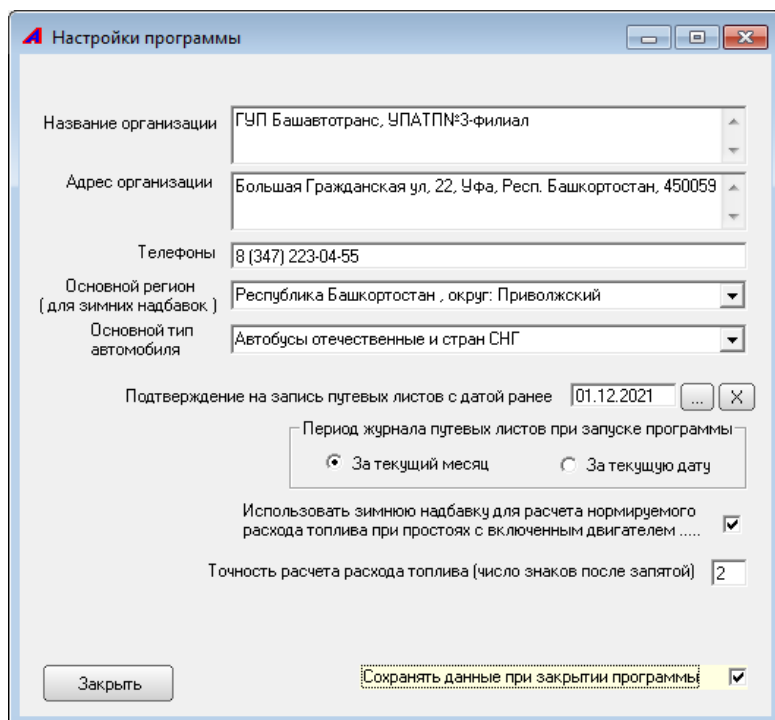 Настройки программы
Название организации
ГУП Башавтотранс, УПАТП№3-филиал
Адрес организации
Большая Гражданская ул, 22, Уфа, Респ. Башкортостан, 450059
Телефоны
8 (347) 223-04-55
Основной регион
( для зимних надбавок )
Республика Башкортостан , округ: Приволжский
Основной тип
автомобиля
Автобусы отечественные и стран СНГ
Подтверждение на запись путевых листов с датой ранее 01.12.2021 ... X
Период журнала путевых листов при запуске программы
За текущий месяц За текущую дату
Использовать зимнюю надбавку для расчета нормируемого
расхода топлива при простоях с включенным двигателем .....
Точность расчета расхода топлива (число знаков после запятой) 2
Закрыть
Сохранять данные при закрытии программы